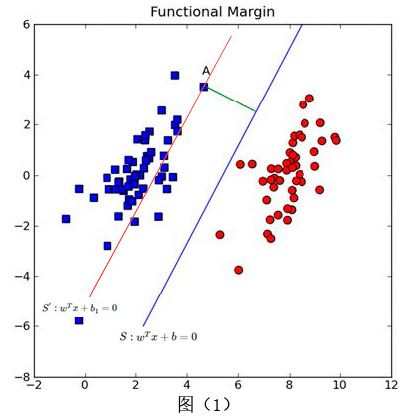 Functional Margin
6
4
2
0
−2
−4
−6
−8
A
S′ : wᵀx + b₁ = 0
S : wᵀx + b = 0
−2 0 2 4 6 8 10 12
图（1）